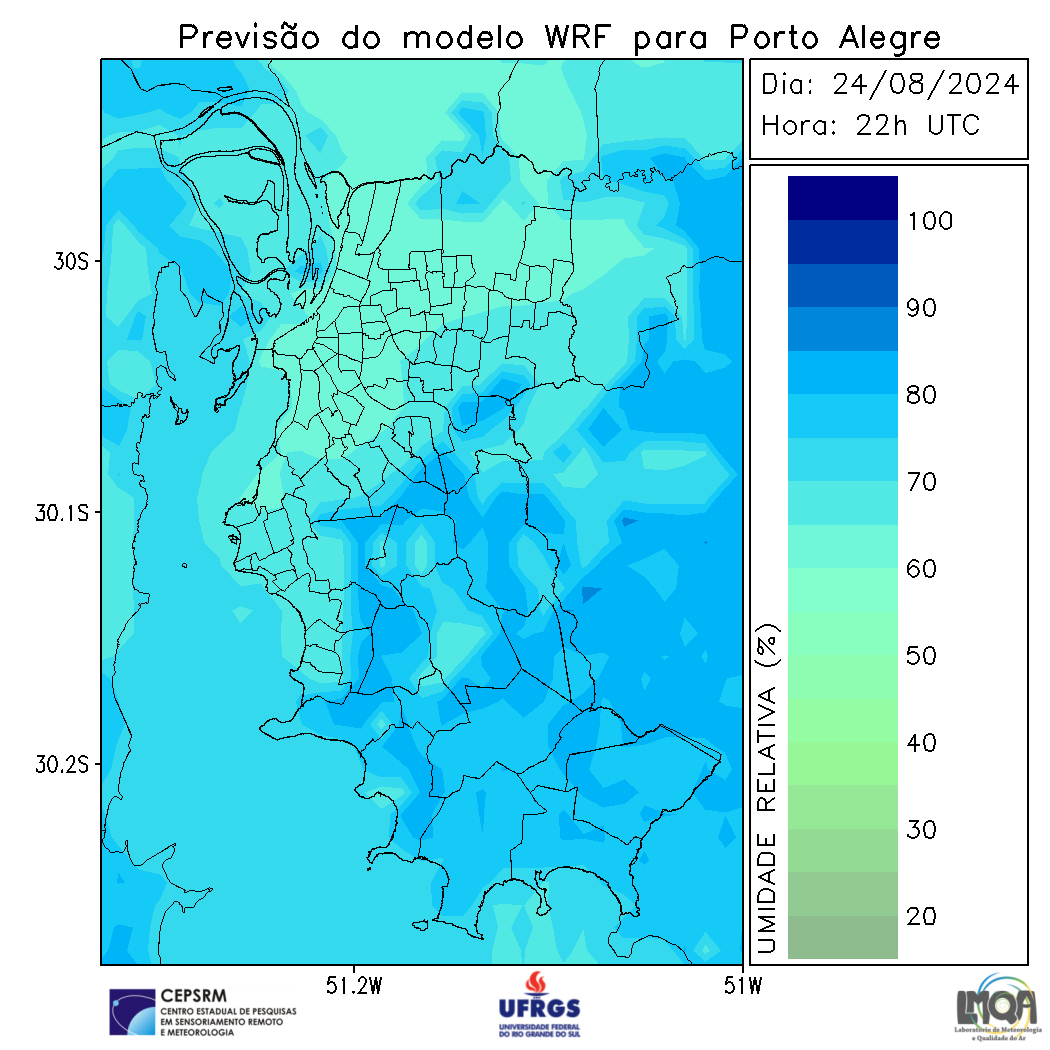 Previsão do modelo WRF para Porto Alegre
Dia: 24/08/2024
Hora: 22h UTC
30S
30.1S
30.2S
51.2W
51W
100
90
80
70
60
50
40
30
20
UMIDADE RELATIVA (%)
CEPSRM
CENTRO ESTADUAL DE PESQUISAS
EM SENSORIAMENTO REMOTO
E METEOROLOGIA
UFRGS
UNIVERSIDADE FEDERAL
DO RIO GRANDE DO SUL
LMQA
Laboratório de Meteorologia
e Qualidade do Ar